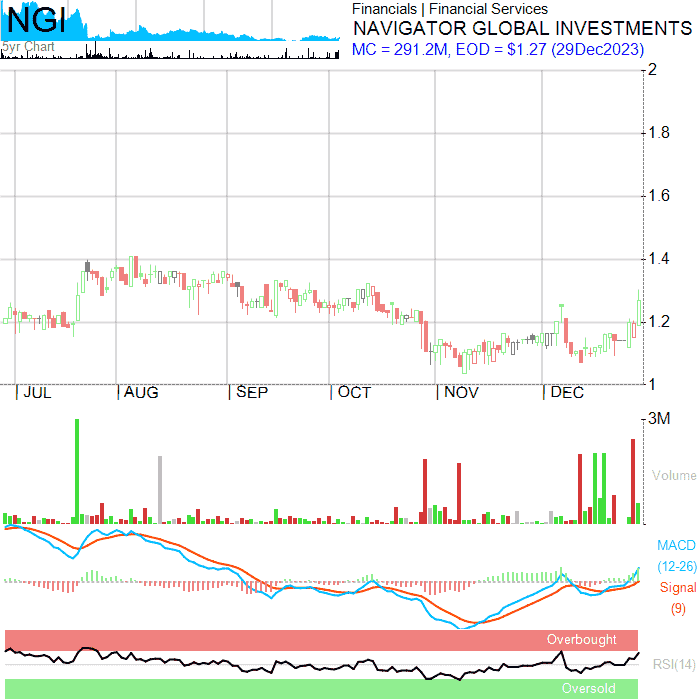 NGI
5yr Chart
Financials | Financial Services
NAVIGATOR GLOBAL INVESTMENTS
MC = 291.2M, EOD = $1.27 (29Dec2023)
2
1.8
1.6
1.4
1.2
1
JUL AUG SEP OCT NOV DEC
3M
Volume
MACD
(12-26)
Signal
(9)
Overbought
RSI(14)
Oversold